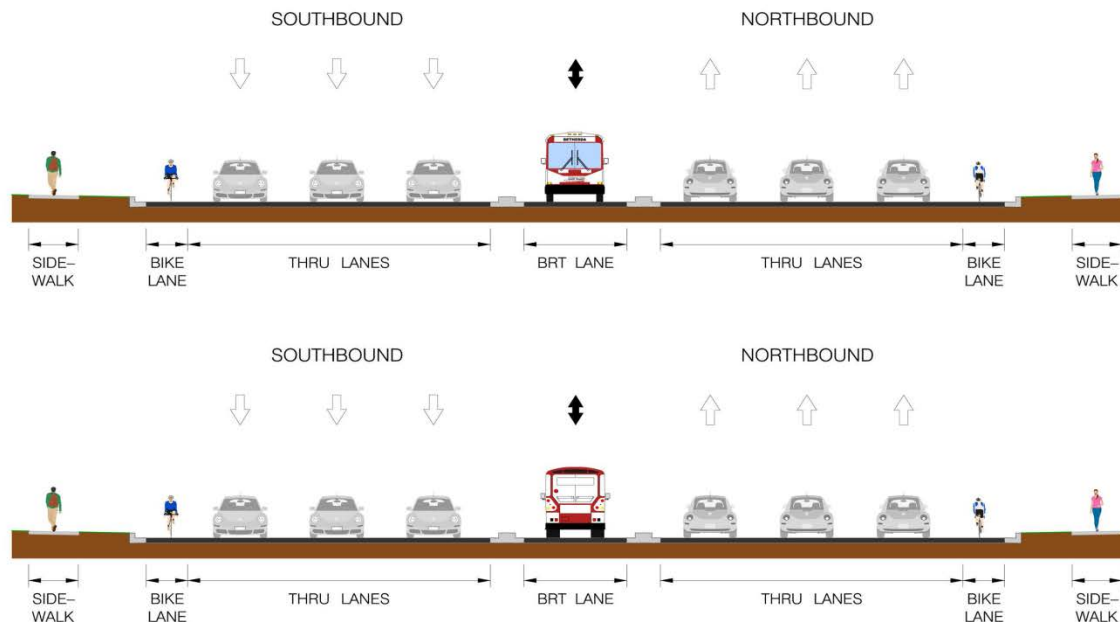 SOUTHBOUND NORTHBOUND
BETHESDA
SIDE– BIKE THRU LANES BRT LANE THRU LANES BIKE SIDE–
WALK LANE LANE WALK
SOUTHBOUND NORTHBOUND
SIDE– BIKE THRU LANES BRT LANE THRU LANES BIKE SIDE–
WALK LANE LANE WALK